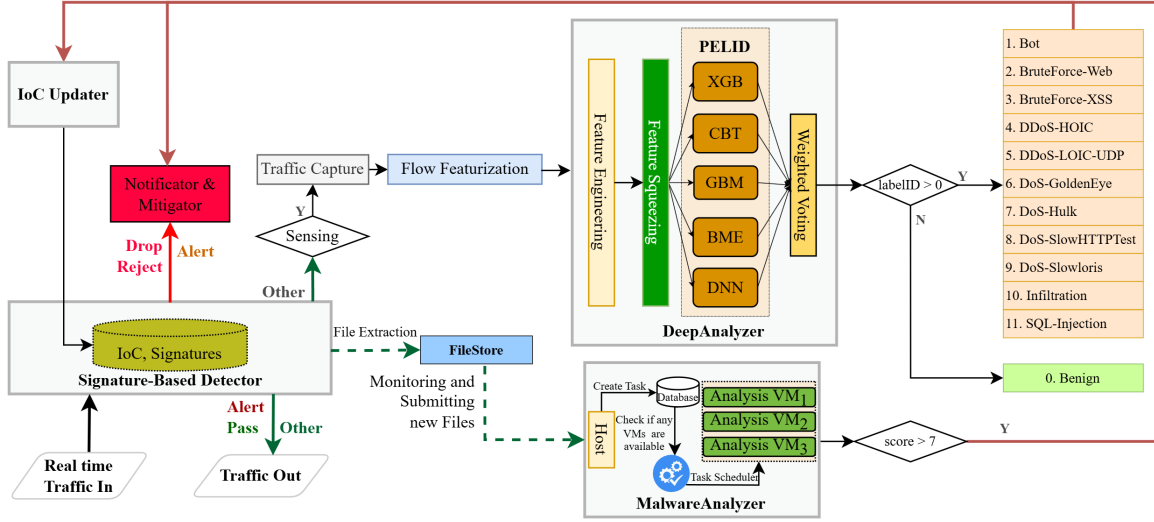 IoC Updater
Notificator &
Mitigator
Drop
Reject
Alert
IoC, Signatures
Signature-Based Detector
Real time
Traffic In
Alert
Pass
Other
Traffic Out
Other
Sensing
Y
Traffic Capture
Flow Featurization
File Extraction
FileStore
Monitoring and
Submitting
new Files
Feature Engineering
Feature Squeezing
PELID
XGB
CBT
GBM
BME
DNN
Weighted Voting
DeepAnalyzer
labelID > 0
Y
N
1. Bot
2. BruteForce-Web
3. BruteForce-XSS
4. DDoS-HOIC
5. DDoS-LOIC-UDP
6. DoS-GoldenEye
7. DoS-Hulk
8. DoS-SlowHTTPTest
9. DoS-Slowloris
10. Infiltration
11. SQL-Injection
0. Benign
Host
Create Task
Database
Check if any
VMs are
available
Task Scheduler
Analysis VM1
Analysis VM2
Analysis VM3
MalwareAnalyzer
score > 7
Y